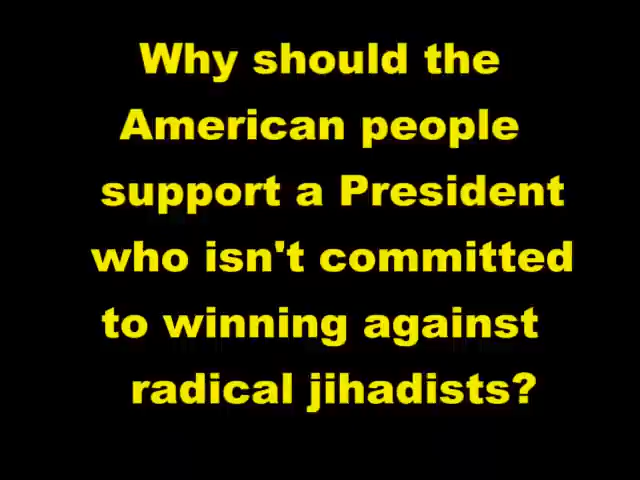 Why should the
American people
support a President
who isn't committed
to winning against
radical jihadists?